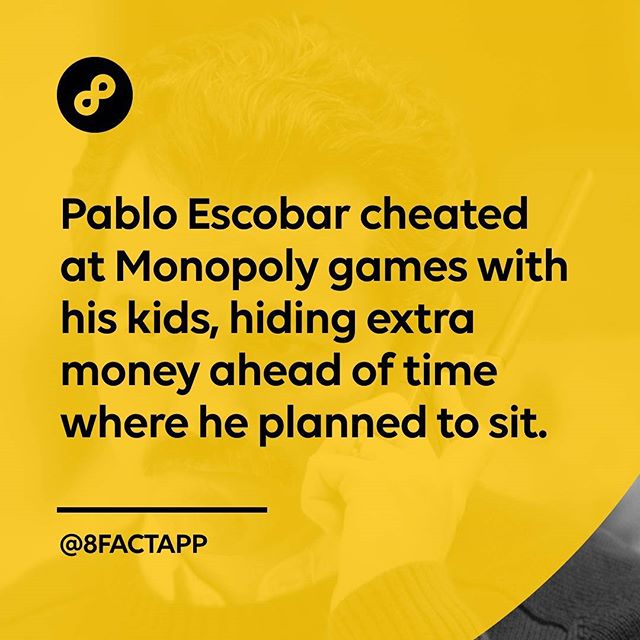 Pablo Escobar cheated
at Monopoly games with
his kids, hiding extra
money ahead of time
where he planned to sit.
@8FACTAPP